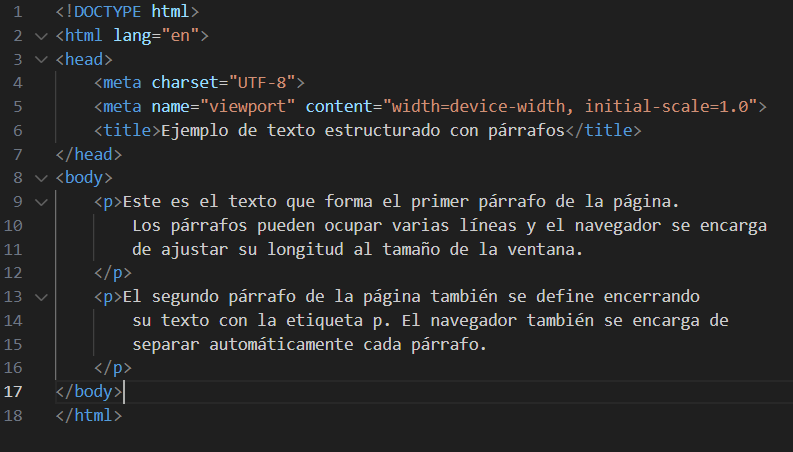 1 <!DOCTYPE html>
2 <html lang="en">
3 <head>
4     <meta charset="UTF-8">
5     <meta name="viewport" content="width=device-width, initial-scale=1.0">
6     <title>Ejemplo de texto estructurado con párrafos</title>
7 </head>
8 <body>
9     <p>Este es el texto que forma el primer párrafo de la página.
10         Los párrafos pueden ocupar varias líneas y el navegador se encarga
11         de ajustar su longitud al tamaño de la ventana.
12     </p>
13     <p>El segundo párrafo de la página también se define encerrando
14         su texto con la etiqueta p. El navegador también se encarga de
15         separar automáticamente cada párrafo.
16     </p>
17 </body>
18 </html>